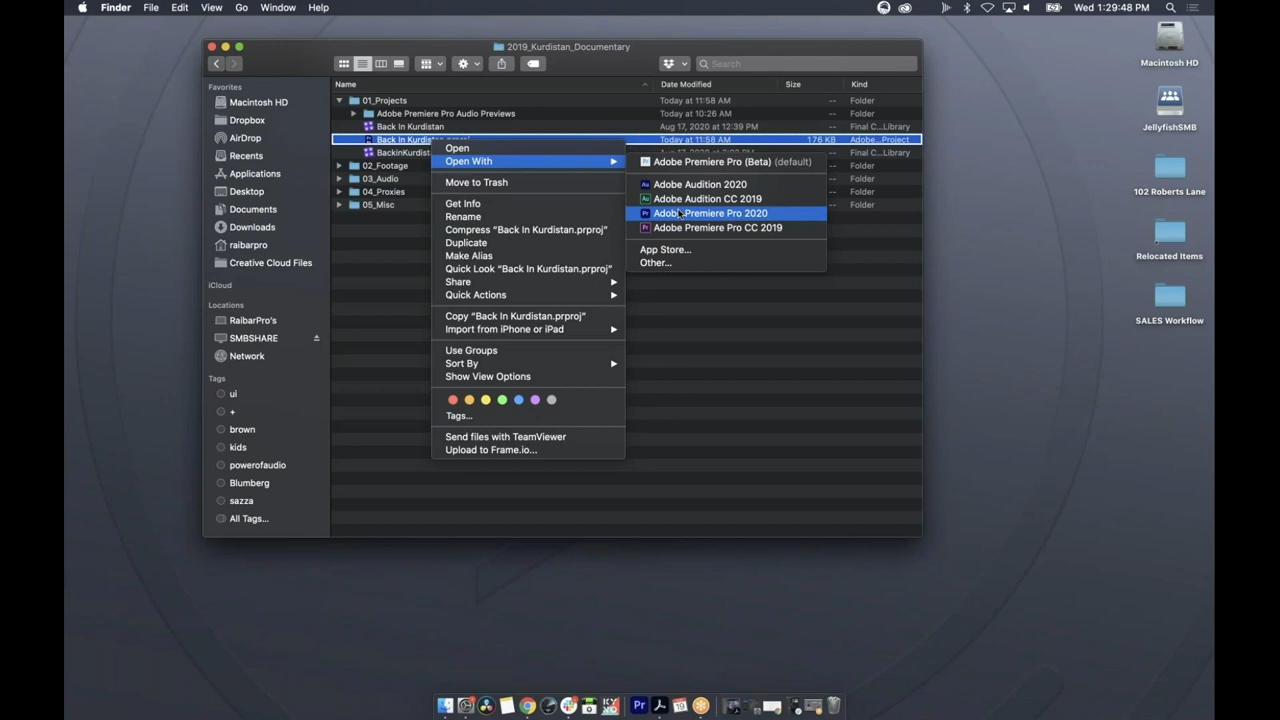 Finder File Edit View Go Window Help
Wed 1:29:48 PM
2019_Kurdistan_Documentary
Search
Favorites
Macintosh HD
Dropbox
AirDrop
Recents
Applications
Desktop
Documents
Downloads
raibarpro
Creative Cloud Files
iCloud
Locations
RaibarPro's
SMBSHARE
Network
Tags
ui
+
brown
kids
powerofaudio
Blumberg
sazza
All Tags...
Name Date Modified Size Kind
01_Projects Today at 11:58 AM -- Folder
Adobe Premiere Pro Audio Previews Today at 10:26 AM -- Folder
Back In Kurdistan Aug 17, 2020 at 12:39 PM -- Final C...Library
Back In Kurdistan.prproj Today at 11:58 AM 176 KB Adobe...Project
BackinKurdist -- Final C...Library
02_Footage -- Folder
03_Audio -- Folder
04_Proxies -- Folder
05_Misc -- Folder
Open
Open With
Move to Trash
Get Info
Rename
Compress “Back In Kurdistan.prproj”
Duplicate
Make Alias
Quick Look “Back In Kurdistan.prproj”
Share
Quick Actions
Copy “Back In Kurdistan.prproj”
Import from iPhone or iPad
Use Groups
Sort By
Show View Options
Tags...
Send files with TeamViewer
Upload to Frame.io...
Adobe Premiere Pro (Beta) (default)
Adobe Audition 2020
Adobe Audition CC 2019
Adobe Premiere Pro 2020
Adobe Premiere Pro CC 2019
App Store...
Other...
Macintosh HD
JellyfishSMB
102 Roberts Lane
Relocated Items
SALES Workflow